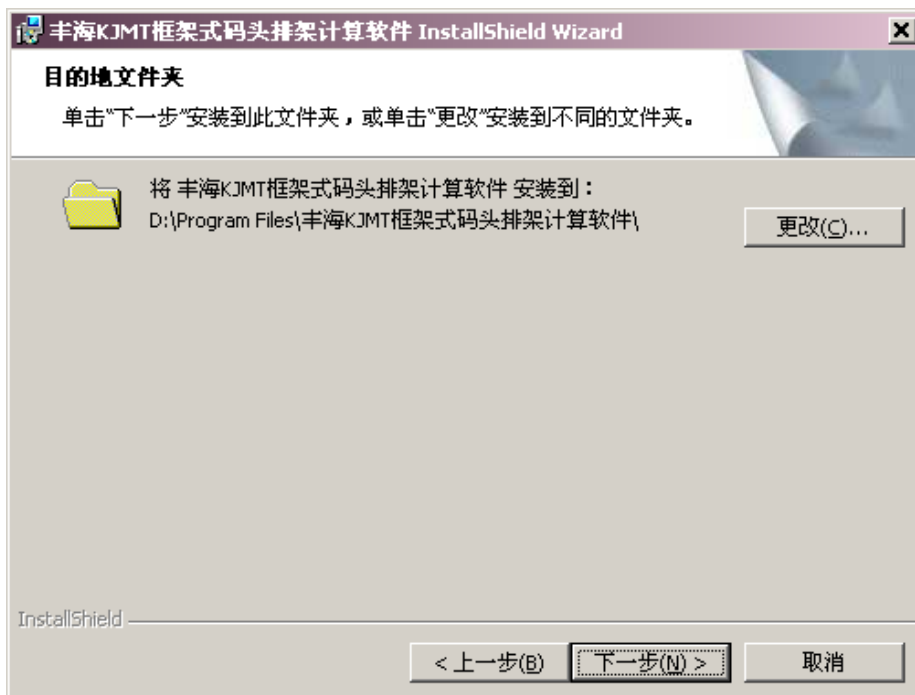 丰海KJMT框架式码头排架计算软件 InstallShield Wizard
目的地文件夹
单击"下一步"安装到此文件夹，或单击"更改"安装到不同的文件夹。
将 丰海KJMT框架式码头排架计算软件 安装到：
D:\Program Files\丰海KJMT框架式码头排架计算软件\
更改(C)...
InstallShield
< 上一步(B)
下一步(N) >
取消